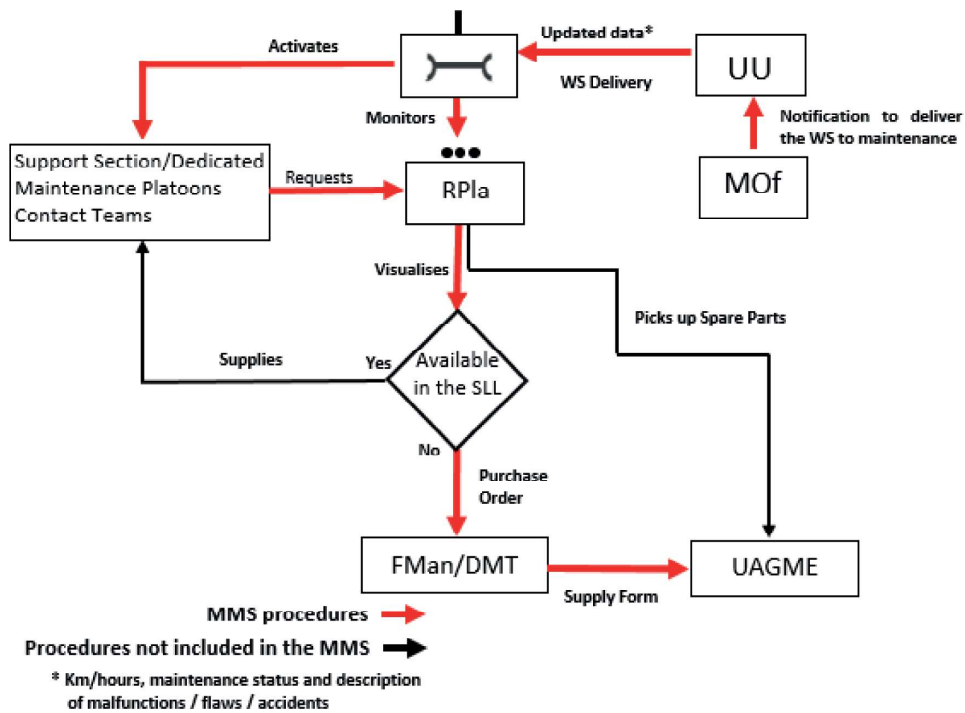 Activates
Updated data*
WS Delivery
UU
Notification to deliver
the WS to maintenance
MOf
Monitors
Support Section/Dedicated
Maintenance Platoons
Contact Teams
Requests
RPla
Visualises
Picks up Spare Parts
Supplies
Yes
Available
in the SLL
No
Purchase
Order
FMan/DMT
Supply Form
UAGME
MMS procedures
Procedures not included in the MMS
* Km/hours, maintenance status and description
of malfunctions / flaws / accidents